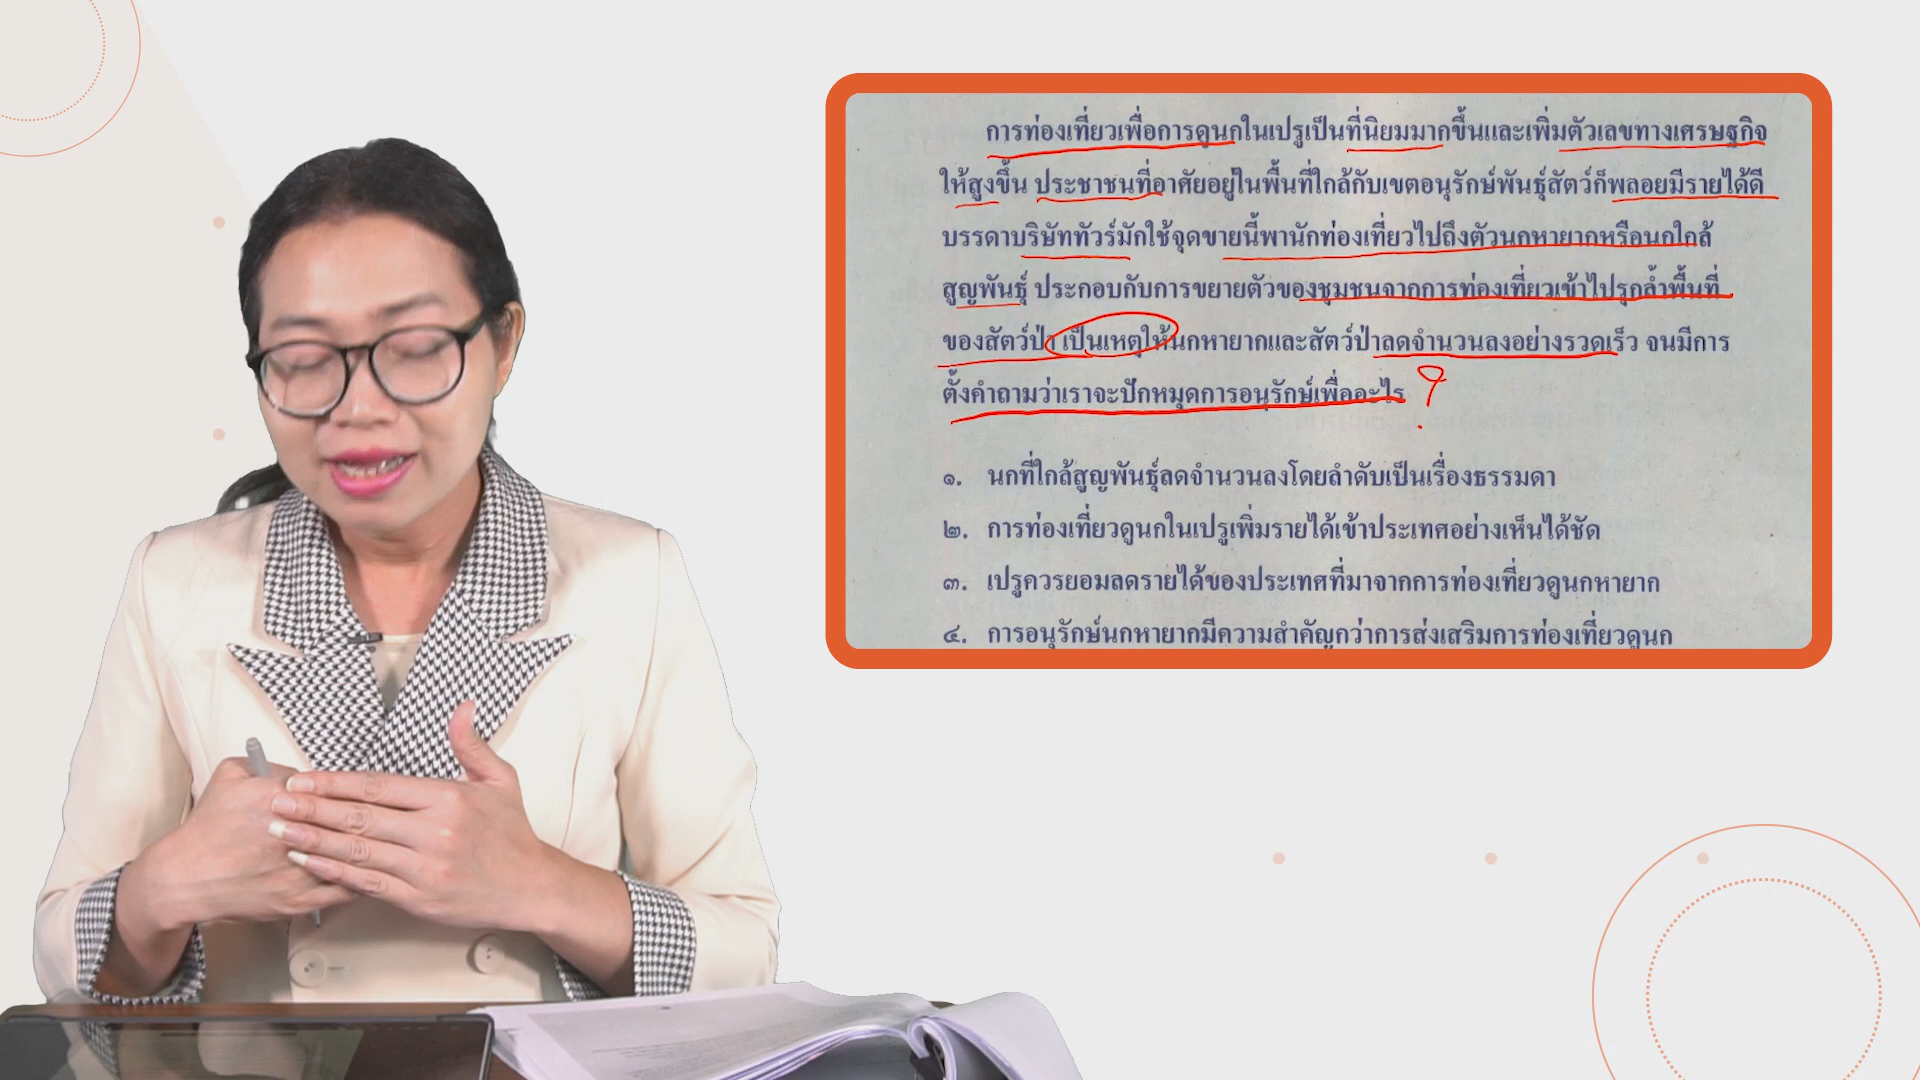 การท่องเที่ยวเพื่อการดูนกในเปรูเป็นที่นิยมมากขึ้นและเพิ่มตัวเลขทางเศรษฐกิจ
ให้สูงขึ้น ประชาชนที่อาศัยอยู่ในพื้นที่ใกล้กับเขตอนุรักษ์พันธุ์สัตว์ก็พลอยมีรายได้ดี
บรรดาบริษัททัวร์มักใช้จุดขายนี้พานักท่องเที่ยวไปถึงตัวนกหายากหรือนกใกล้
สูญพันธุ์ ประกอบกับการขยายตัวของชุมชนจากการท่องเที่ยวเข้าไปรุกล้ำพื้นที่
ของสัตว์ป่า เป็นเหตุให้นกหายากและสัตว์ป่าลดจำนวนลงอย่างรวดเร็ว จนมีการ
ตั้งคำถามว่าเราจะปักหมุดการอนุรักษ์เพื่ออะไร ?
๑. นกที่ใกล้สูญพันธุ์ลดจำนวนลงโดยลำดับเป็นเรื่องธรรมดา
๒. การท่องเที่ยวดูนกในเปรูเพิ่มรายได้เข้าประเทศอย่างเห็นได้ชัด
๓. เปรูควรยอมลดรายได้ของประเทศที่มาจากการท่องเที่ยวดูนกหายาก
๔. การอนุรักษ์นกหายากมีความสำคัญกว่าการส่งเสริมการท่องเที่ยวดูนก